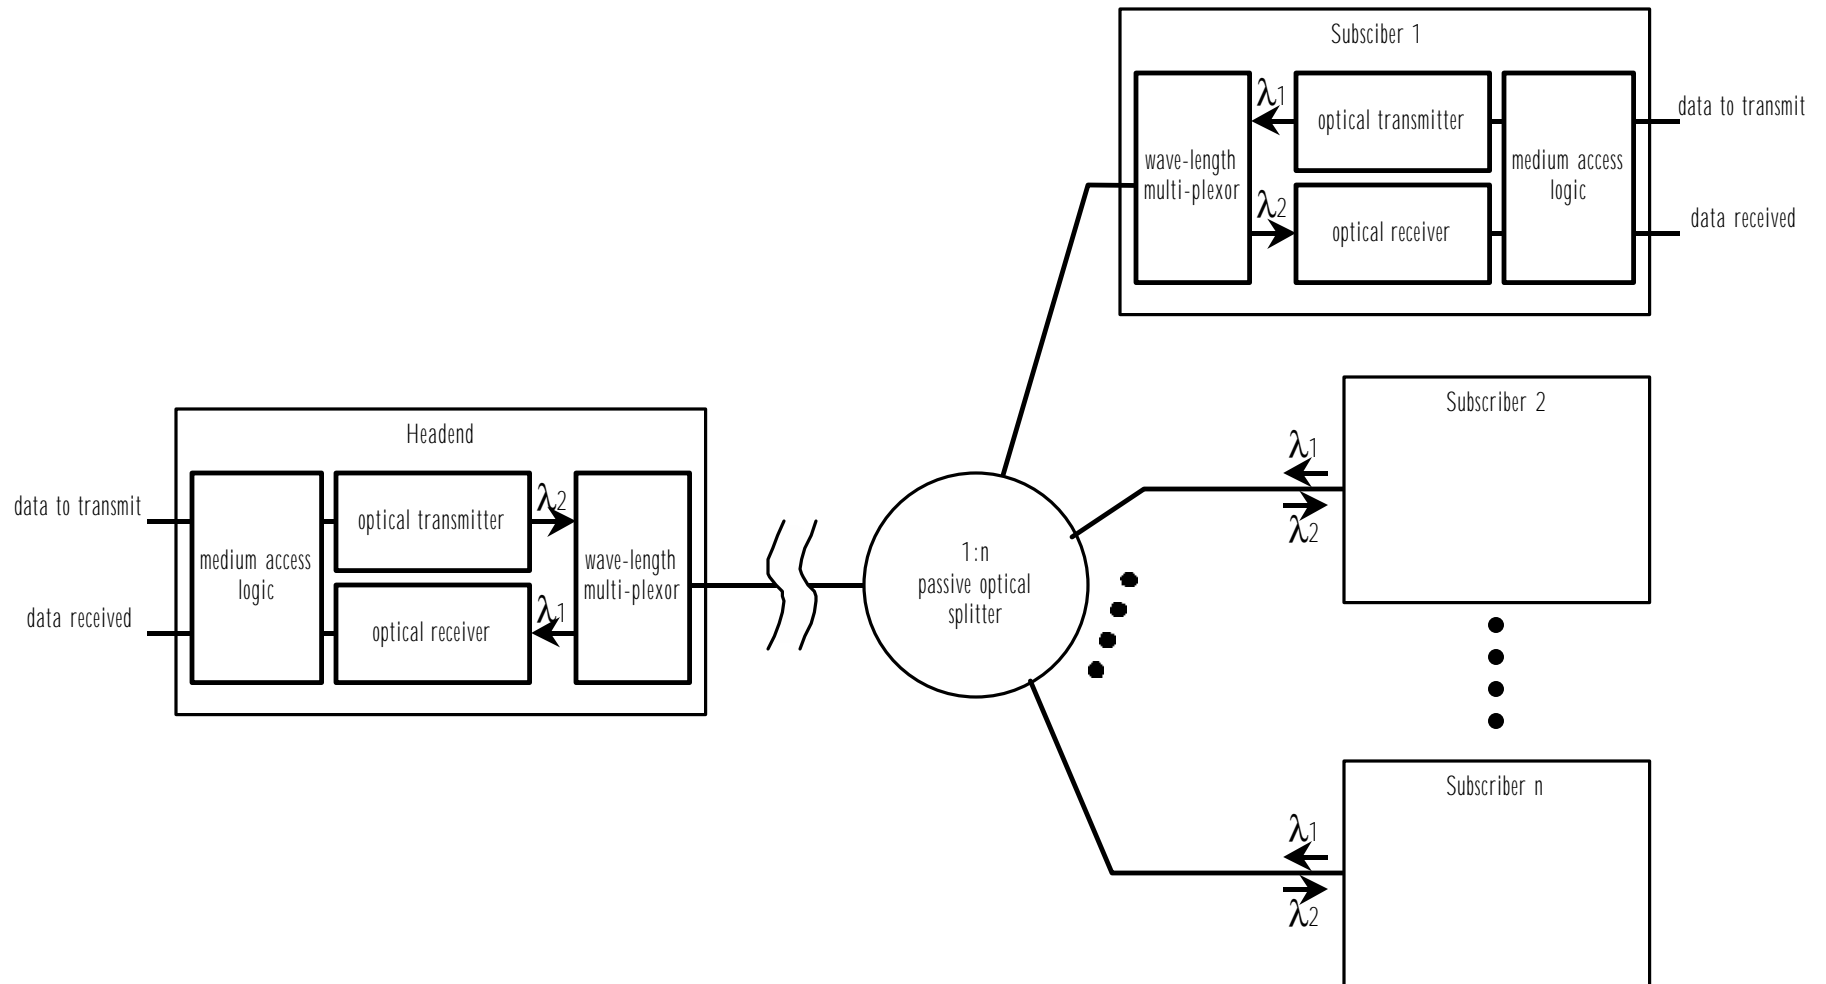 Subsciber 1
λ1
optical transmitter
data to transmit
wave-length
multi-plexor
medium access
logic
λ2
optical receiver
data received
Subscriber 2
λ1
λ2
Headend
data to transmit
optical transmitter
λ2
medium access
logic
wave-length
multi-plexor
data received
optical receiver
λ1
1:n
passive optical
splitter
Subscriber n
λ1
λ2